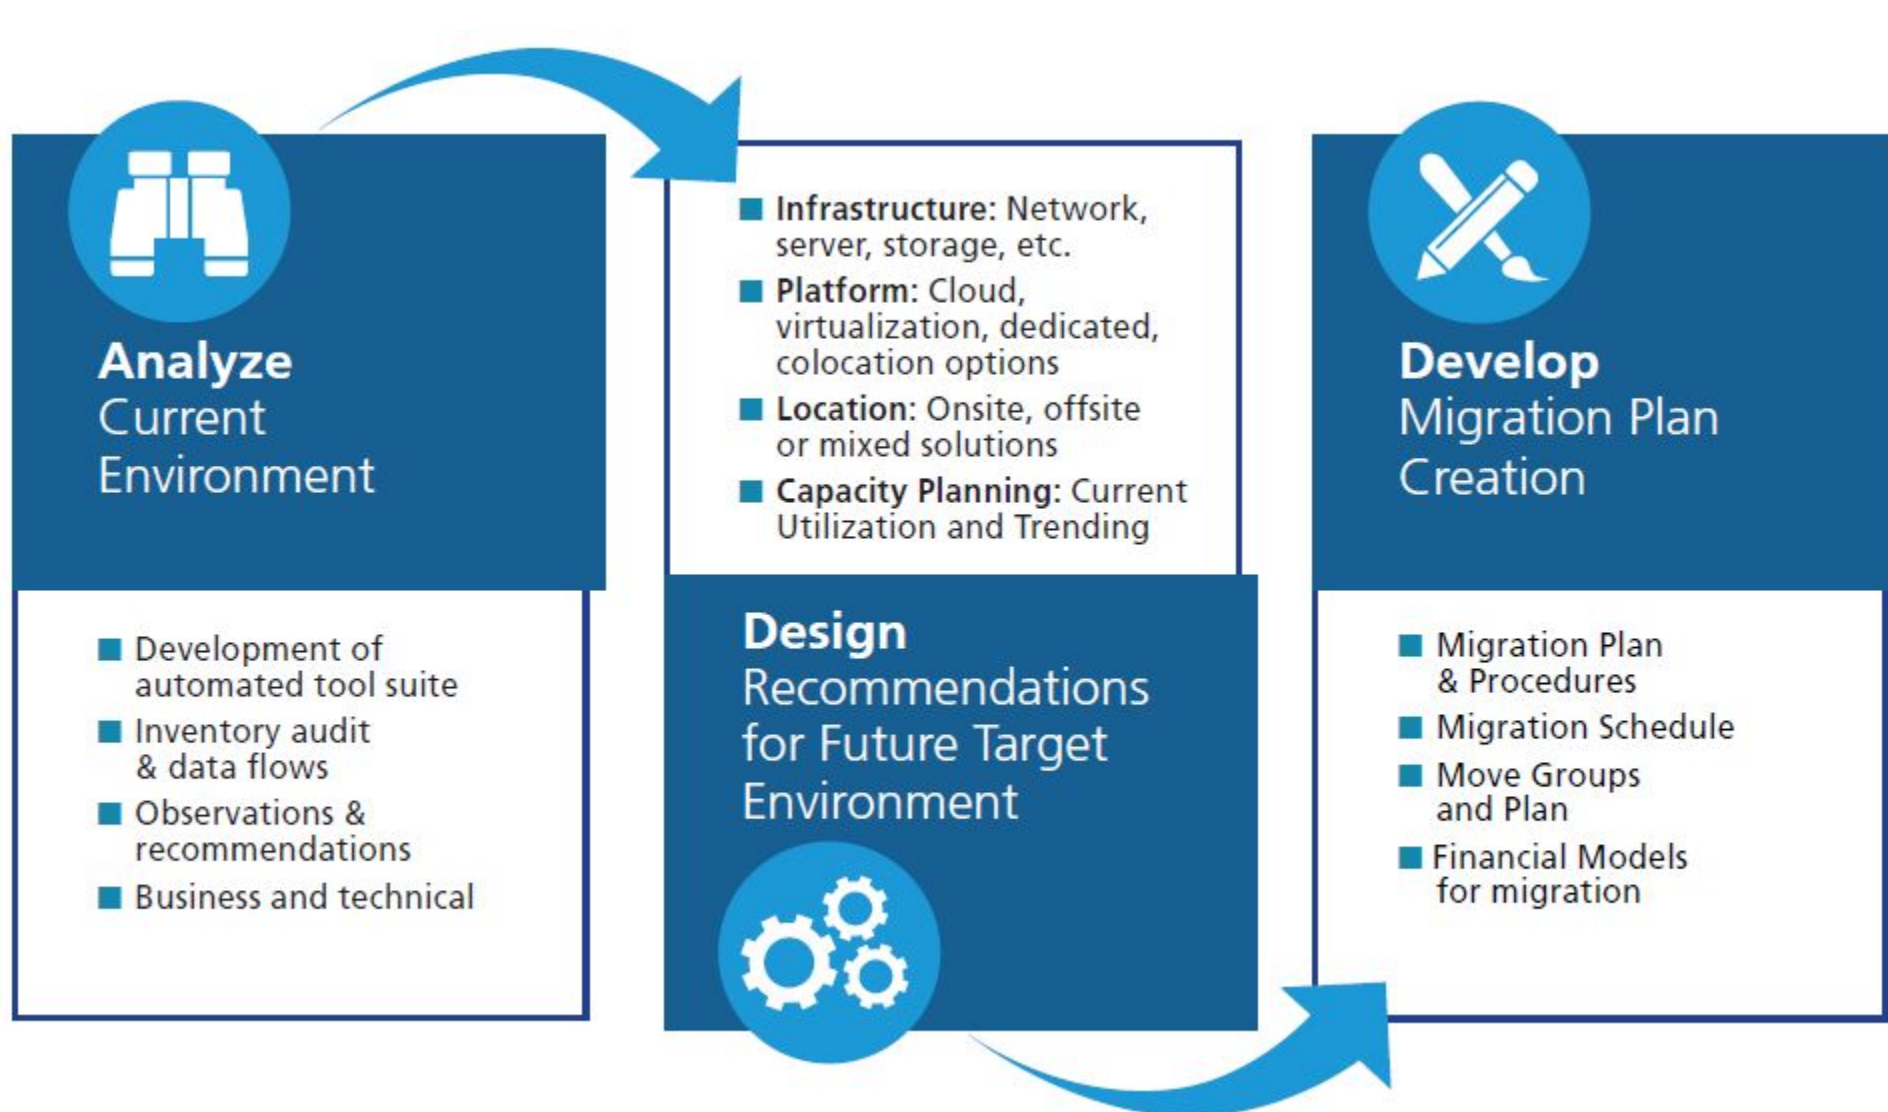 Analyze
Current
Environment
■ Development of
automated tool suite
■ Inventory audit
& data flows
■ Observations &
recommendations
■ Business and technical
■ Infrastructure: Network,
server, storage, etc.
■ Platform: Cloud,
virtualization, dedicated,
colocation options
■ Location: Onsite, offsite
or mixed solutions
■ Capacity Planning: Current
Utilization and Trending
Design
Recommendations
for Future Target
Environment
Develop
Migration Plan
Creation
■ Migration Plan
& Procedures
■ Migration Schedule
■ Move Groups
and Plan
■ Financial Models
for migration